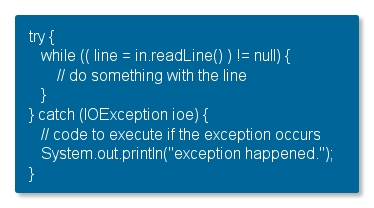 try {
while (( line = in.readLine() ) != null) {
// do something with the line
}
} catch (IOException ioe) {
// code to execute if the exception occurs
System.out.println("exception happened.");
}